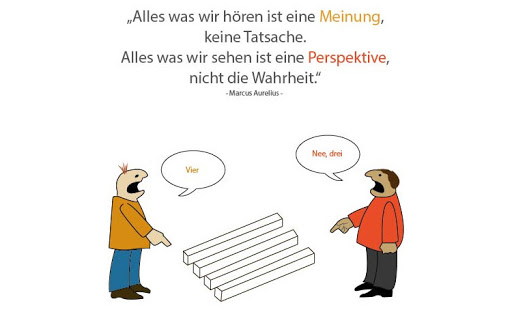 „Alles was wir hören ist eine Meinung,
keine Tatsache.
Alles was wir sehen ist eine Perspektive,
nicht die Wahrheit.“
- Marcus Aurelius -
Vier
Nee, drei